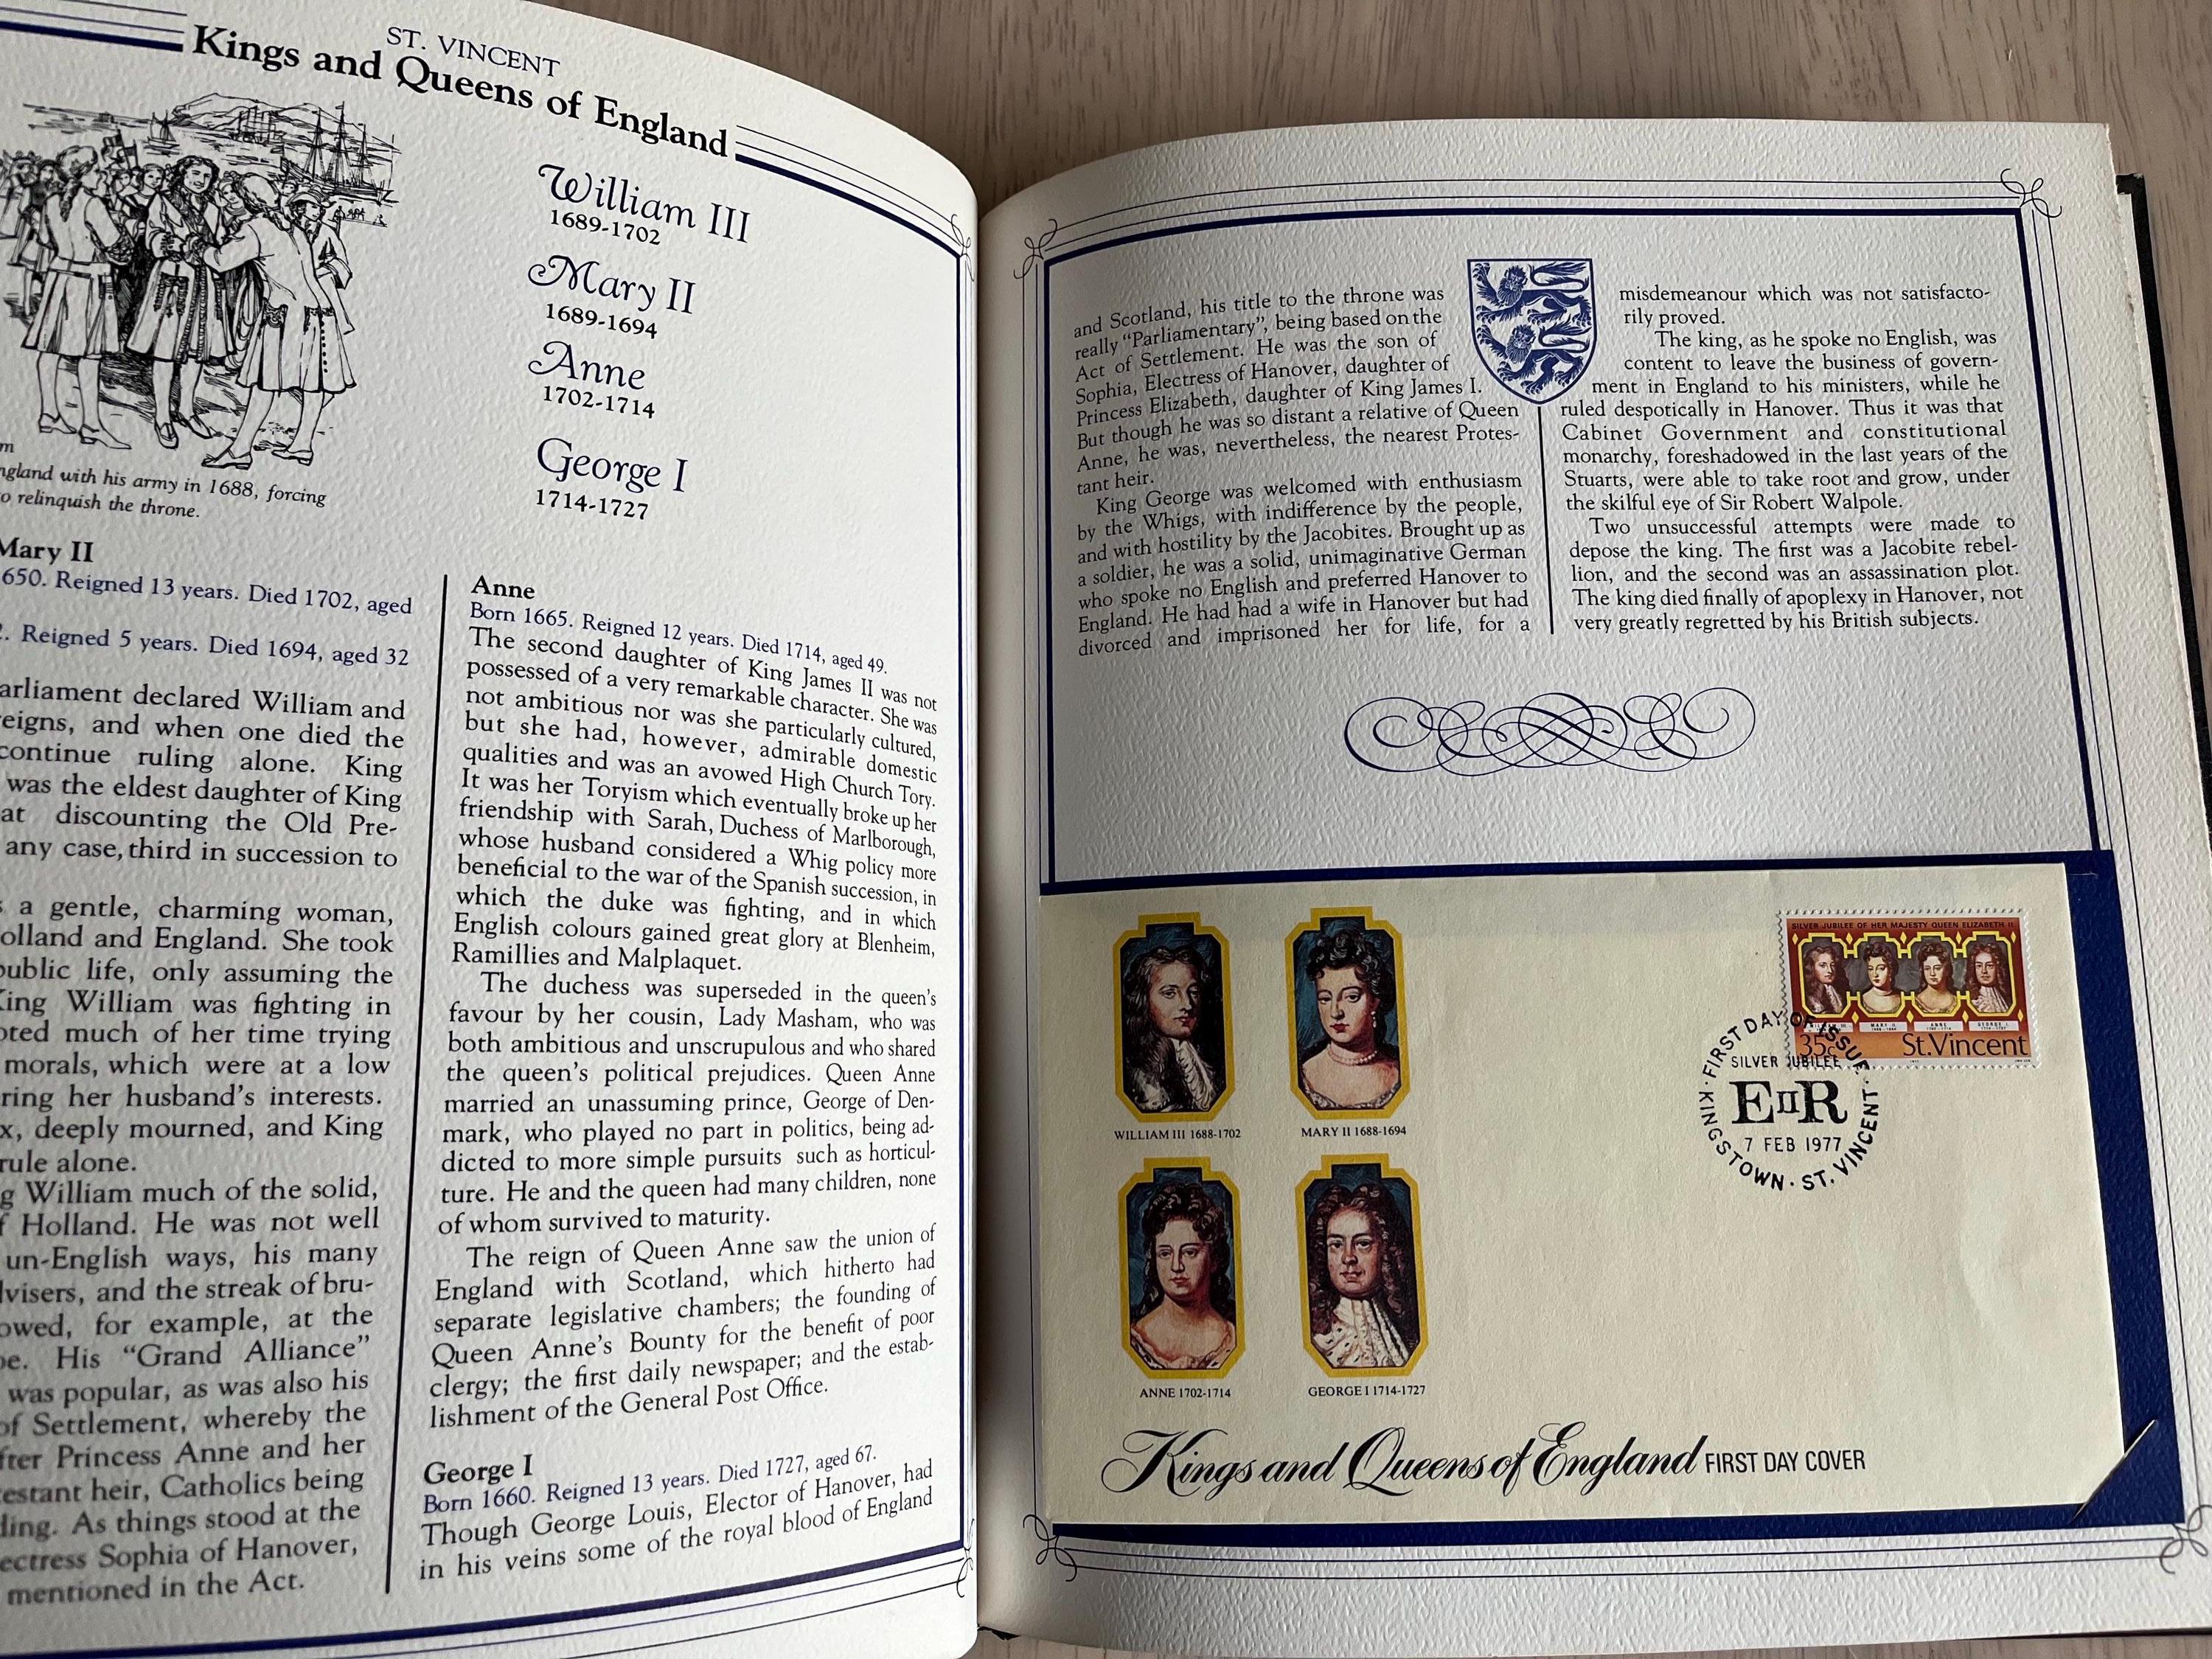 ST. VINCENT
Kings and Queens of England
William III
1689-1702
Mary II
1689-1694
Anne
1702-1714
George I
1714-1727
ngland with his army in 1688, forcing
o relinquish the throne.
Mary II
650. Reigned 13 years. Died 1702, aged
. Reigned 5 years. Died 1694, aged 32
arliament declared William and
eigns, and when one died the
continue ruling alone. King
was the eldest daughter of King
at discounting the Old Pre-
any case, third in succession to
s a gentle, charming woman,
olland and England. She took
public life, only assuming the
King William was fighting in
oted much of her time trying
morals, which were at a low
ring her husband's interests.
x, deeply mourned, and King
rule alone.
g William much of the solid,
f Holland. He was not well
un-English ways, his many
dvisers, and the streak of bru-
owed, for example, at the
oe. His "Grand Alliance"
was popular, as was also his
of Settlement, whereby the
fter Princess Anne and her
testant heir, Catholics being
ding. As things stood at the
ectress Sophia of Hanover,
mentioned in the Act.
Anne
Born 1665. Reigned 12 years. Died 1714, aged 49.
The second daughter of King James II was not
possessed of a very remarkable character. She was
not ambitious nor was she particularly cultured,
but she had, however, admirable domestic
qualities and was an avowed High Church Tory.
It was her Toryism which eventually broke up her
friendship with Sarah, Duchess of Marlborough,
whose husband considered a Whig policy more
beneficial to the war of the Spanish succession, in
which the duke was fighting, and in which
English colours gained great glory at Blenheim,
Ramillies and Malplaquet.
The duchess was superseded in the queen's
favour by her cousin, Lady Masham, who was
both ambitious and unscrupulous and who shared
the queen's political prejudices. Queen Anne
married an unassuming prince, George of Den-
mark, who played no part in politics, being ad-
dicted to more simple pursuits such as horticul-
ture. He and the queen had many children, none
of whom survived to maturity.
The reign of Queen Anne saw the union of
England with Scotland, which hitherto had
separate legislative chambers; the founding of
Queen Anne's Bounty for the benefit of poor
clergy; the first daily newspaper; and the estab-
lishment of the General Post Office.
George I
Born 1660. Reigned 13 years. Died 1727, aged 67.
Though George Louis, Elector of Hanover, had
in his veins some of the royal blood of England
and Scotland, his title to the throne was
really "Parliamentary", being based on the
Act of Settlement. He was the son of
Sophia, Electress of Hanover, daughter of
Princess Elizabeth, daughter of King James I.
But though he was so distant a relative of Queen
Anne, he was, nevertheless, the nearest Protes-
tant heir.
King George was welcomed with enthusiasm
by the Whigs, with indifference by the people,
and with hostility by the Jacobites. Brought up as
a soldier, he was a solid, unimaginative German
who spoke no English and preferred Hanover to
England. He had had a wife in Hanover but had
divorced and imprisoned her for life, for a
misdemeanour which was not satisfacto-
rily proved.
The king, as he spoke no English, was
content to leave the business of govern-
ment in England to his ministers, while he
ruled despotically in Hanover. Thus it was that
Cabinet Government and constitutional
monarchy, foreshadowed in the last years of the
Stuarts, were able to take root and grow, under
the skilful eye of Sir Robert Walpole.
Two unsuccessful attempts were made to
depose the king. The first was a Jacobite rebel-
lion, and the second was an assassination plot.
The king died finally of apoplexy in Hanover, not
very greatly regretted by his British subjects.
WILLIAM III 1688-1702
MARY II 1688-1694
ANNE 1702-1714
GEORGE I 1714-1727
SILVER JUBILEE OF HER MAJESTY QUEEN ELIZABETH II
35c St.Vincent
FIRST DAY OF ISSUE
SILVER JUBILEE
EIIR
7 FEB 1977
KINGSTOWN · ST. VINCENT
Kings and Queens of England FIRST DAY COVER